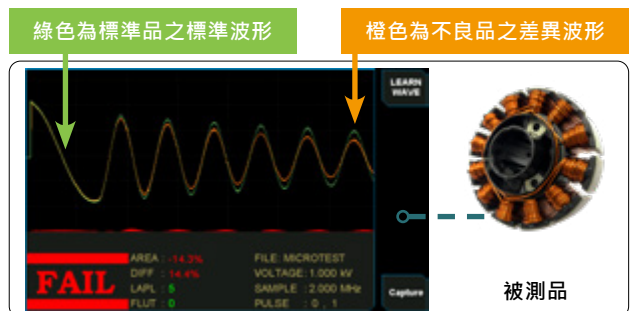 綠色為標準品之標準波形
橙色為不良品之差異波形
LEARN
WAVE
FAIL
AREA : -14.3%
DIFF : 14.4%
LAPL : 5
FLUT : 0
FILE: MICROTEST
VOLTAGE: 1.000 kV
SAMPLE : 2.000 MHz
PULSE : 0 , 1
Capture
被測品